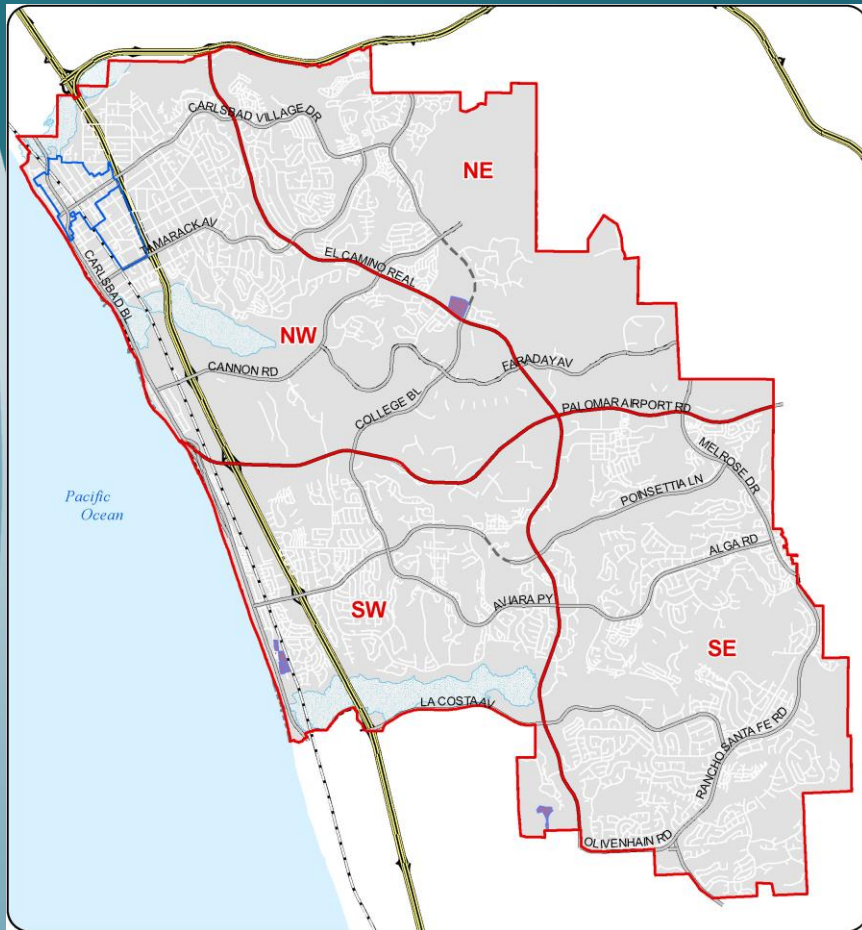 CARLSBAD VILLAGE DR
NE
TAMARACK AV
EL CAMINO REAL
CARLSBAD BL
NW
CANNON RD
FARADAY AV
COLLEGE BL
PALOMAR AIRPORT RD
MELROSE DR
POINSETTIA LN
Pacific
Ocean
ALGA RD
AVIARA PY
SW
SE
LA COSTA AV
RANCHO SANTA FE RD
OLIVENHAIN RD